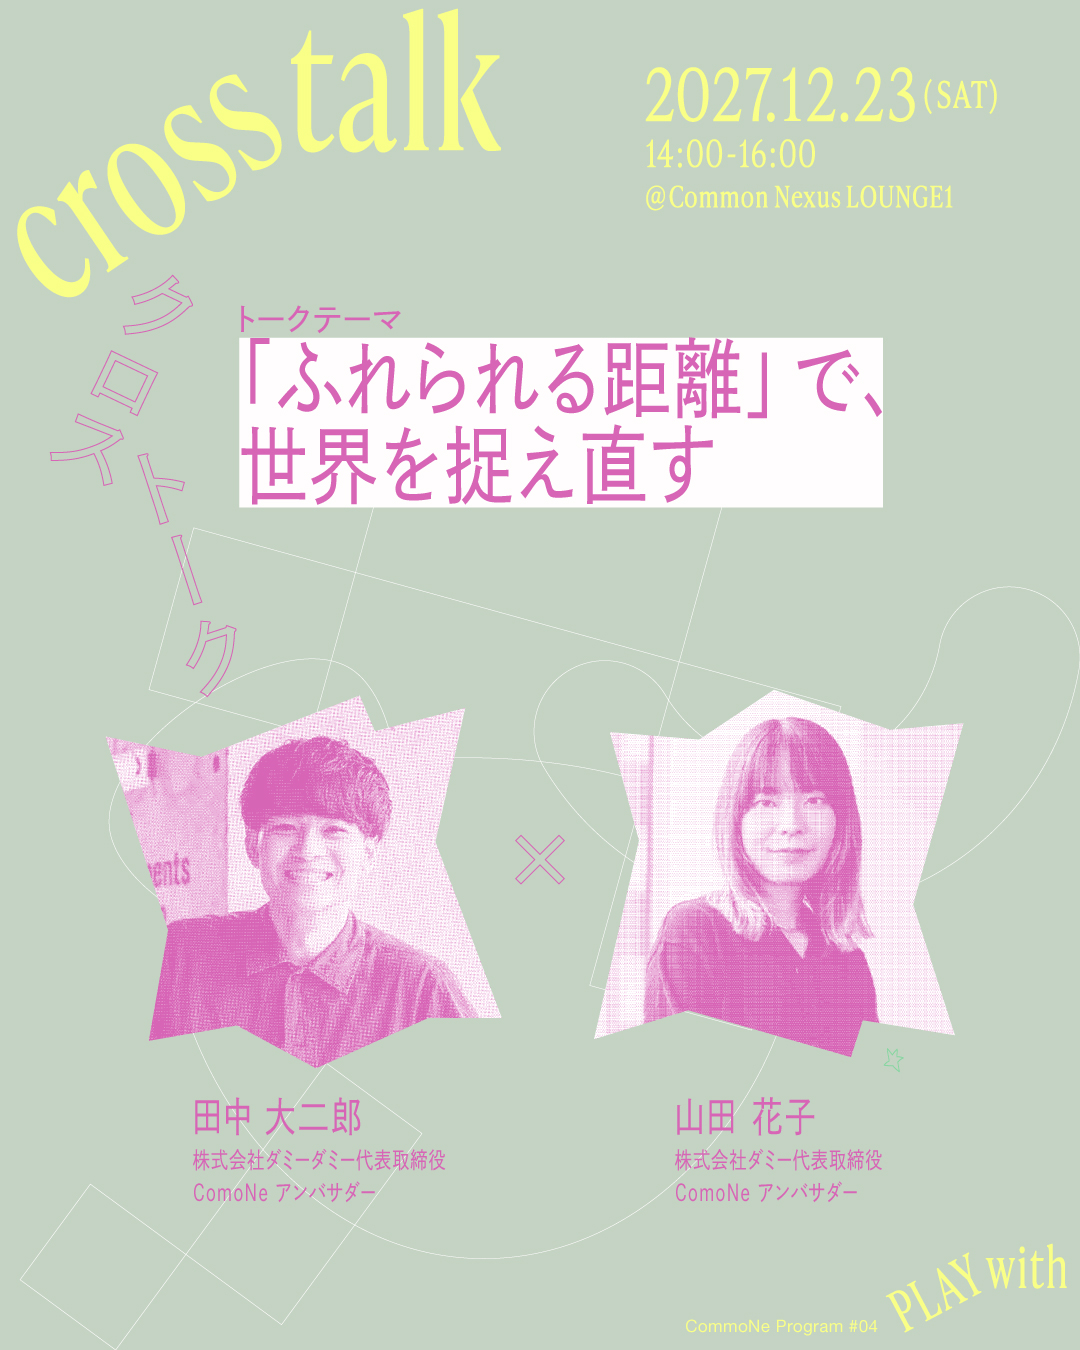 cross talk
2027.12.23(SAT)
14:00-16:00
@Common Nexus LOUNGE1
クロス
トーク
トークテーマ
「ふれられる距離」で、
世界を捉え直す
ents
×
田中 大二郎
株式会社ダミーダミー代表取締役
ComoNe アンバサダー
山田 花子
株式会社ダミー代表取締役
ComoNe アンバサダー
PLAY with
CommoNe Program #04